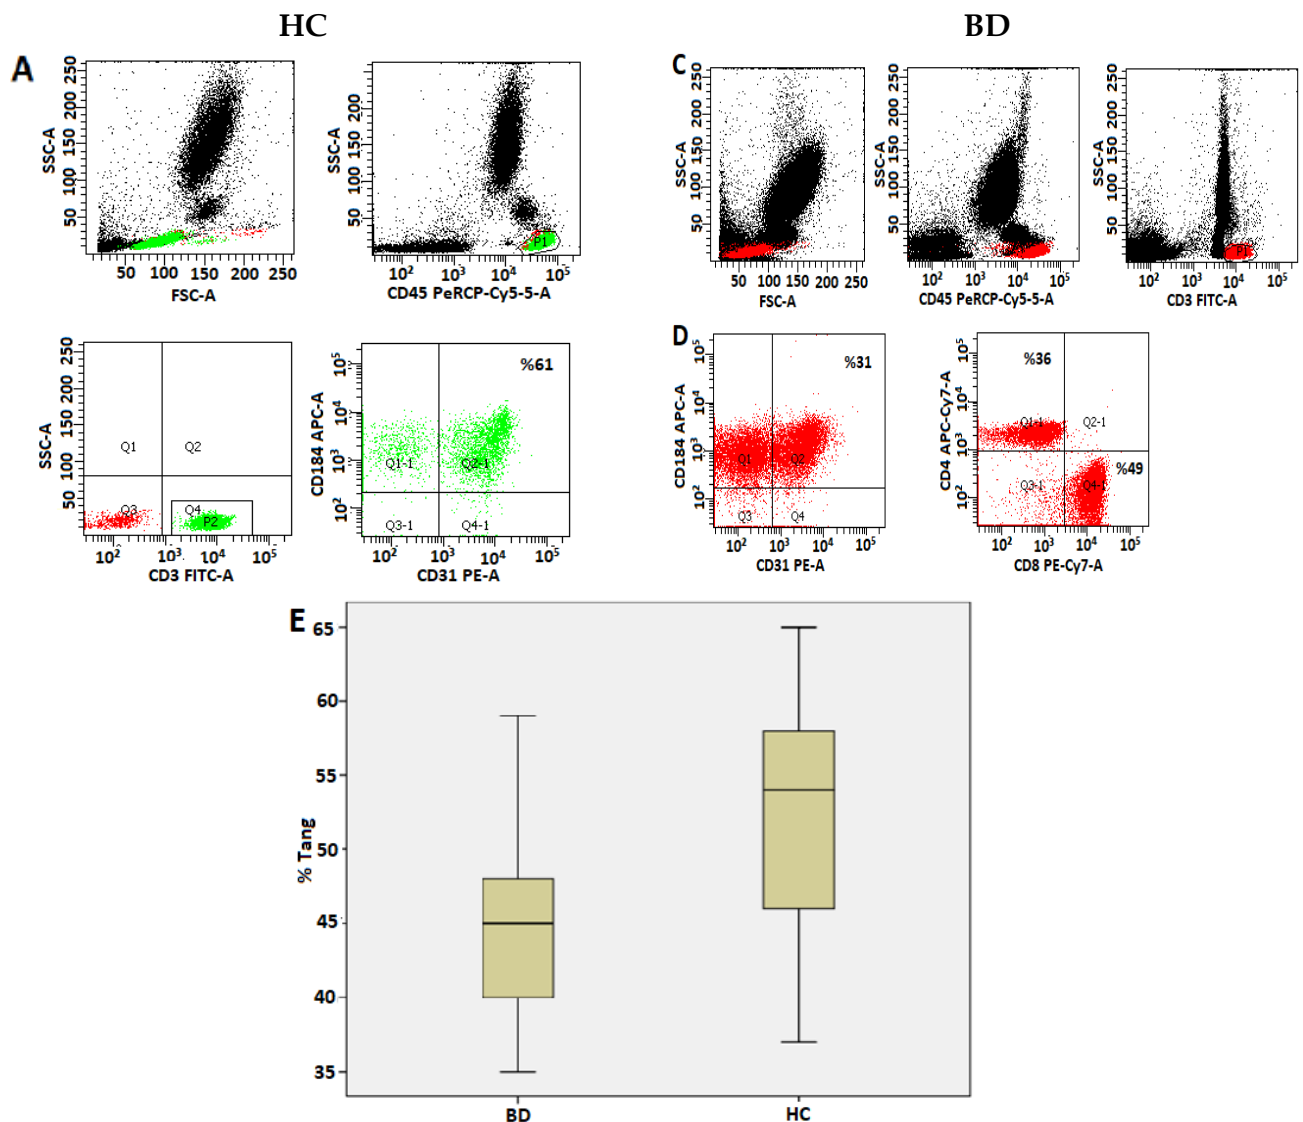 HC
BD
A
SSC-A
250
200
150
100
50
50 100 150 200 250
FSC-A
SSC-A
200
150
100
50
P1
10² 10³ 10⁴ 10⁵
CD45 PeRCP-Cy5-5-A
C
SSC-A
250
200
150
100
50
50 100 150 200 250
FSC-A
SSC-A
250
200
150
100
50
10² 10³ 10⁴ 10⁵
CD45 PeRCP-Cy5-5-A
SSC-A
250
200
150
100
50
10² 10³ 10⁴ 10⁵
CD3 FITC-A
SSC-A
250
200
150
100
50
Q1 Q2
Q3 Q4
P2
10² 10³ 10⁴ 10⁵
CD3 FITC-A
CD184 APC-A
10⁵
10⁴
10³
10²
%61
Q1-1 Q2-1
Q3-1 Q4-1
10² 10³ 10⁴ 10⁵
CD31 PE-A
D
CD184 APC-A
10⁵
10⁴
10³
10²
%31
Q1 Q2
Q3 Q4
10² 10³ 10⁴ 10⁵
CD31 PE-A
CD4 APC-Cy7-A
10⁵
10⁴
10³
10²
%36
Q1-1 Q2-1
%49
Q3-1 Q4-1
10² 10³ 10⁴ 10⁵
CD8 PE-Cy7-A
E
% Tang
65
60
55
50
45
40
35
BD HC